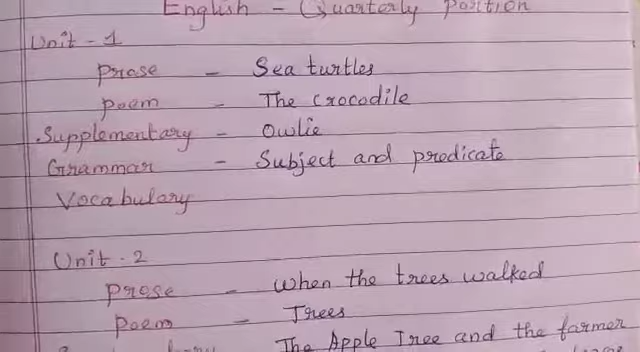 English - Quarterly Portion
Unit - 1
Prose - Sea turtles
Poem - The Crocodile
Supplementary - Owlie
Grammar - Subject and predicate
Vocabulary
Unit - 2
Prose - When the trees walked
Poem - Trees
The Apple Tree and the farmer